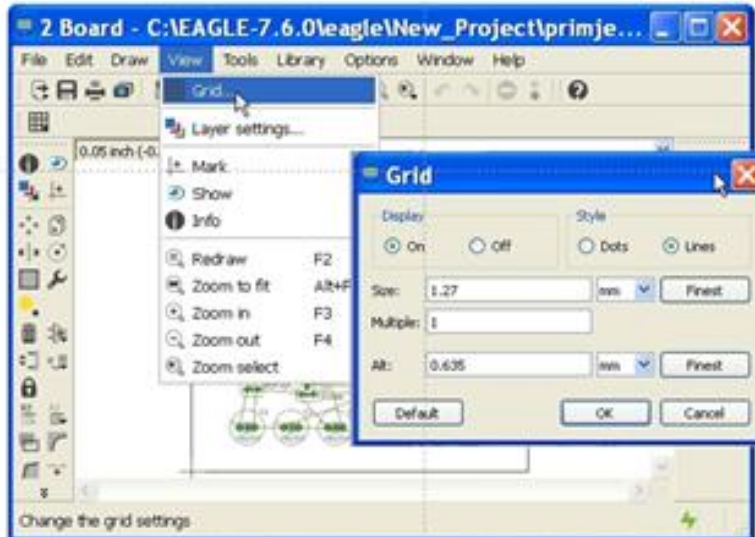 2 Board - C:\EAGLE-7.6.0\eagle\New_Project\primje...
File Edit Draw View Tools Library Options Window Help
Grid...
0.05 inch (-0.
Layer settings...
Mark
Show
Info
Redraw F2
Zoom to fit Alt+F
Zoom in F3
Zoom out F4
Zoom select
Grid
Display
On Off
Style
Dots Lines
Size: 1.27 mm Finest
Multiple: 1
Alt: 0.635 mm Finest
Default OK Cancel
Change the grid settings